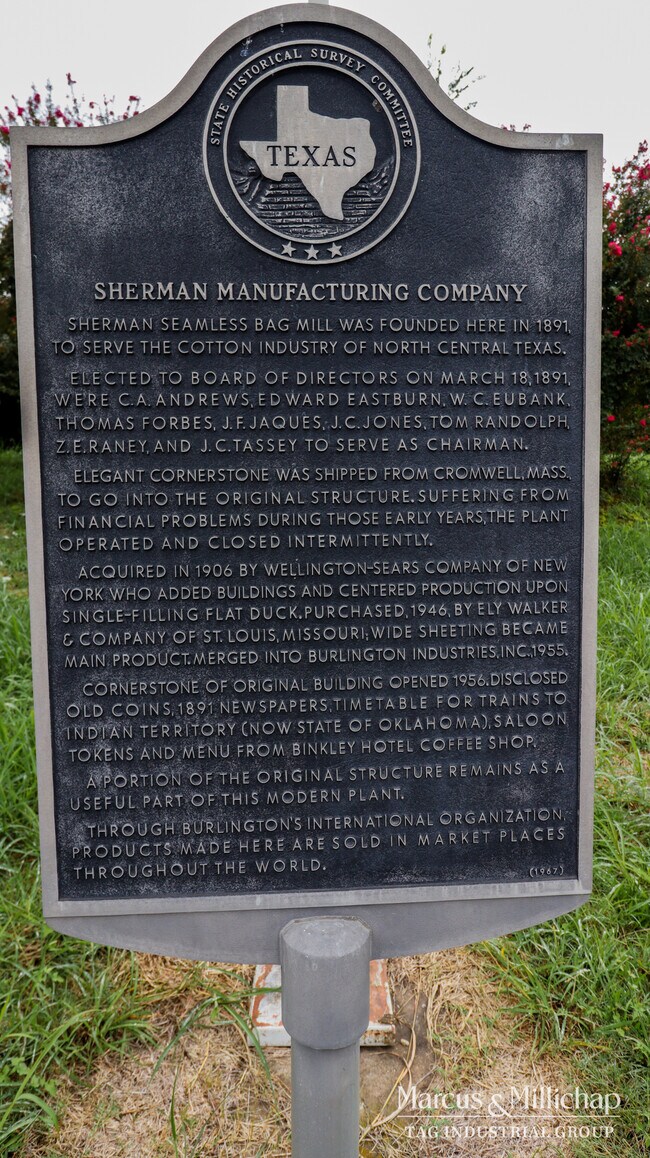 STATE HISTORICAL SURVEY COMMITTEE
TEXAS
SHERMAN MANUFACTURING COMPANY
SHERMAN SEAMLESS BAG MILL WAS FOUNDED HERE IN 1891,
TO SERVE THE COTTON INDUSTRY OF NORTH CENTRAL TEXAS.
ELECTED TO BOARD OF DIRECTORS ON MARCH 18, 1891,
WERE C.A. ANDREWS, EDWARD EASTBURN, W.C. EUBANK,
THOMAS FORBES, J.F. JAQUES, J.C. JONES, TOM RANDOLPH,
Z.E. RANEY, AND J.C. TASSEY TO SERVE AS CHAIRMAN.
ELEGANT CORNERSTONE WAS SHIPPED FROM CROMWELL, MASS.
TO GO INTO THE ORIGINAL STRUCTURE. SUFFERING FROM
FINANCIAL PROBLEMS DURING THOSE EARLY YEARS, THE PLANT
OPERATED AND CLOSED INTERMITTENTLY.
ACQUIRED IN 1906 BY WELLINGTON-SEARS COMPANY OF NEW
YORK WHO ADDED BUILDINGS AND CENTERED PRODUCTION UPON
SINGLE-FILLING FLAT DUCK. PURCHASED, 1946, BY ELY WALKER
& COMPANY OF ST. LOUIS, MISSOURI; WIDE SHEETING BECAME
MAIN PRODUCT. MERGED INTO BURLINGTON INDUSTRIES, INC. 1955.
CORNERSTONE OF ORIGINAL BUILDING OPENED 1956. DISCLOSED
OLD COINS, 1891 NEWSPAPERS, TIMETABLE FOR TRAINS TO
INDIAN TERRITORY (NOW STATE OF OKLAHOMA), SALOON
TOKENS AND MENU FROM BINKLEY HOTEL COFFEE SHOP.
A PORTION OF THE ORIGINAL STRUCTURE REMAINS AS A
USEFUL PART OF THIS MODERN PLANT.
THROUGH BURLINGTON'S INTERNATIONAL ORGANIZATION,
PRODUCTS MADE HERE ARE SOLD IN MARKET PLACES
THROUGHOUT THE WORLD.
(1967)
Marcus & Millichap
TAG INDUSTRIAL GROUP